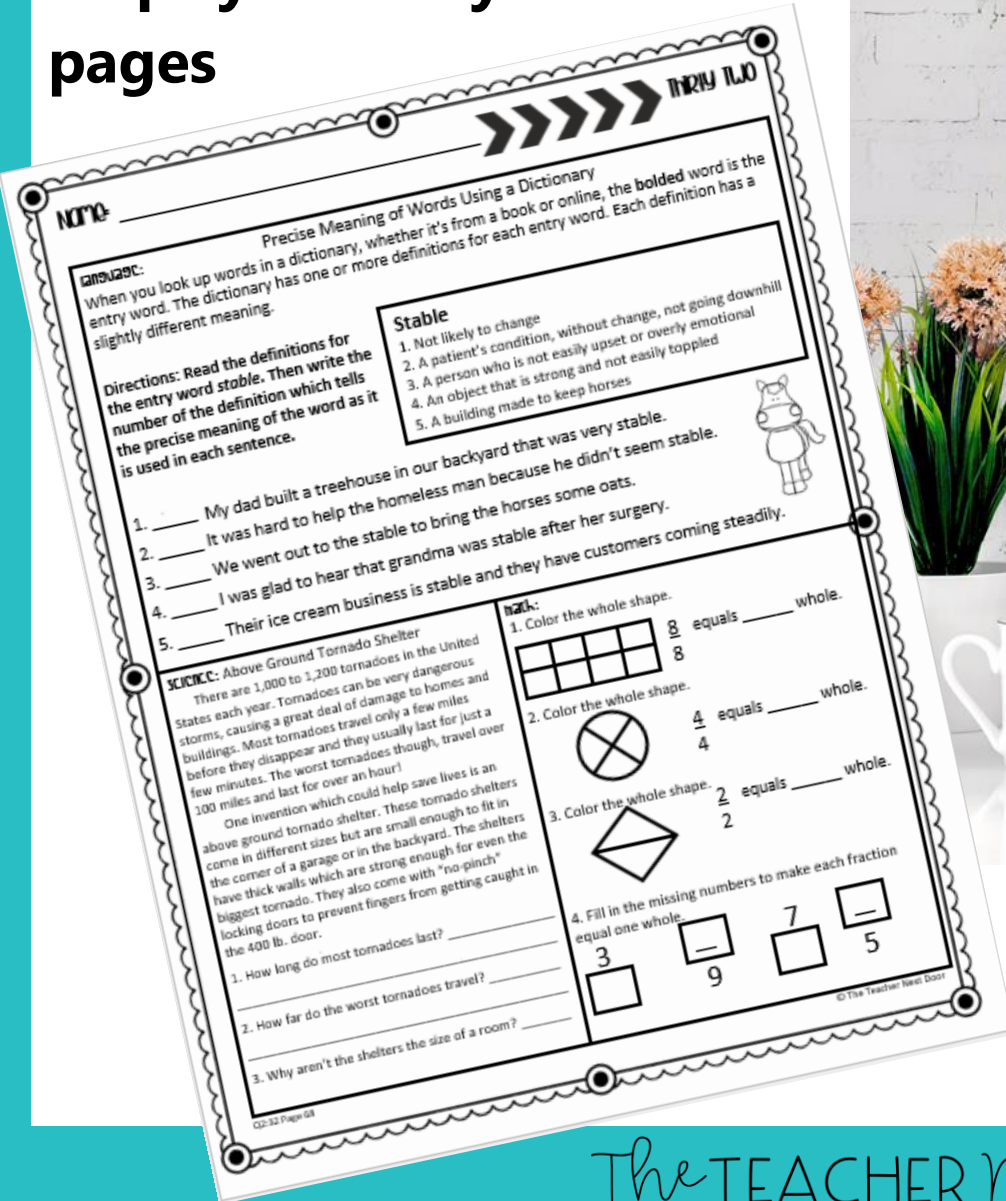 pages
Name:
Thirty Two
Language:
Precise Meaning of Words Using a Dictionary
When you look up words in a dictionary, whether it's from a book or online, the bolded word is the
entry word. The dictionary has one or more definitions for each entry word. Each definition has a
slightly different meaning.
Directions: Read the definitions for
the entry word stable. Then write the
number of the definition which tells
the precise meaning of the word as it
is used in each sentence.
Stable
1. Not likely to change
2. A patient's condition, without change, not going downhill
3. A person who is not easily upset or overly emotional
4. An object that is strong and not easily toppled
5. A building made to keep horses
1. _____ My dad built a treehouse in our backyard that was very stable.
2. _____ It was hard to help the homeless man because he didn't seem stable.
3. _____ We went out to the stable to bring the horses some oats.
4. _____ I was glad to hear that grandma was stable after her surgery.
5. _____ Their ice cream business is stable and they have customers coming steadily.
Science: Above Ground Tornado Shelter
There are 1,000 to 1,200 tornadoes in the United
States each year. Tornadoes can be very dangerous
storms, causing a great deal of damage to homes and
buildings. Most tornadoes travel only a few miles
before they disappear and they usually last for just a
few minutes. The worst tornadoes though, travel over
100 miles and last for over an hour!
One invention which could help save lives is an
above ground tornado shelter. These tornado shelters
come in different sizes but are small enough to fit in
the corner of a garage or in the backyard. The shelters
have thick walls which are strong enough for even the
biggest tornado. They also come with "no-pinch"
locking doors to prevent fingers from getting caught in
the 400 lb. door.
1. How long do most tornadoes last? _____
2. How far do the worst tornadoes travel? _____
3. Why aren't the shelters the size of a room? _____
Math:
1. Color the whole shape.
8
8 equals _____ whole.
2. Color the whole shape.
4
4 equals _____ whole.
3. Color the whole shape.
2
2 equals _____ whole.
4. Fill in the missing numbers to make each fraction
equal one whole.
3 _ 7 _
9 5
© The Teacher Next Door
Q2:32 Page 68
The TEACHER